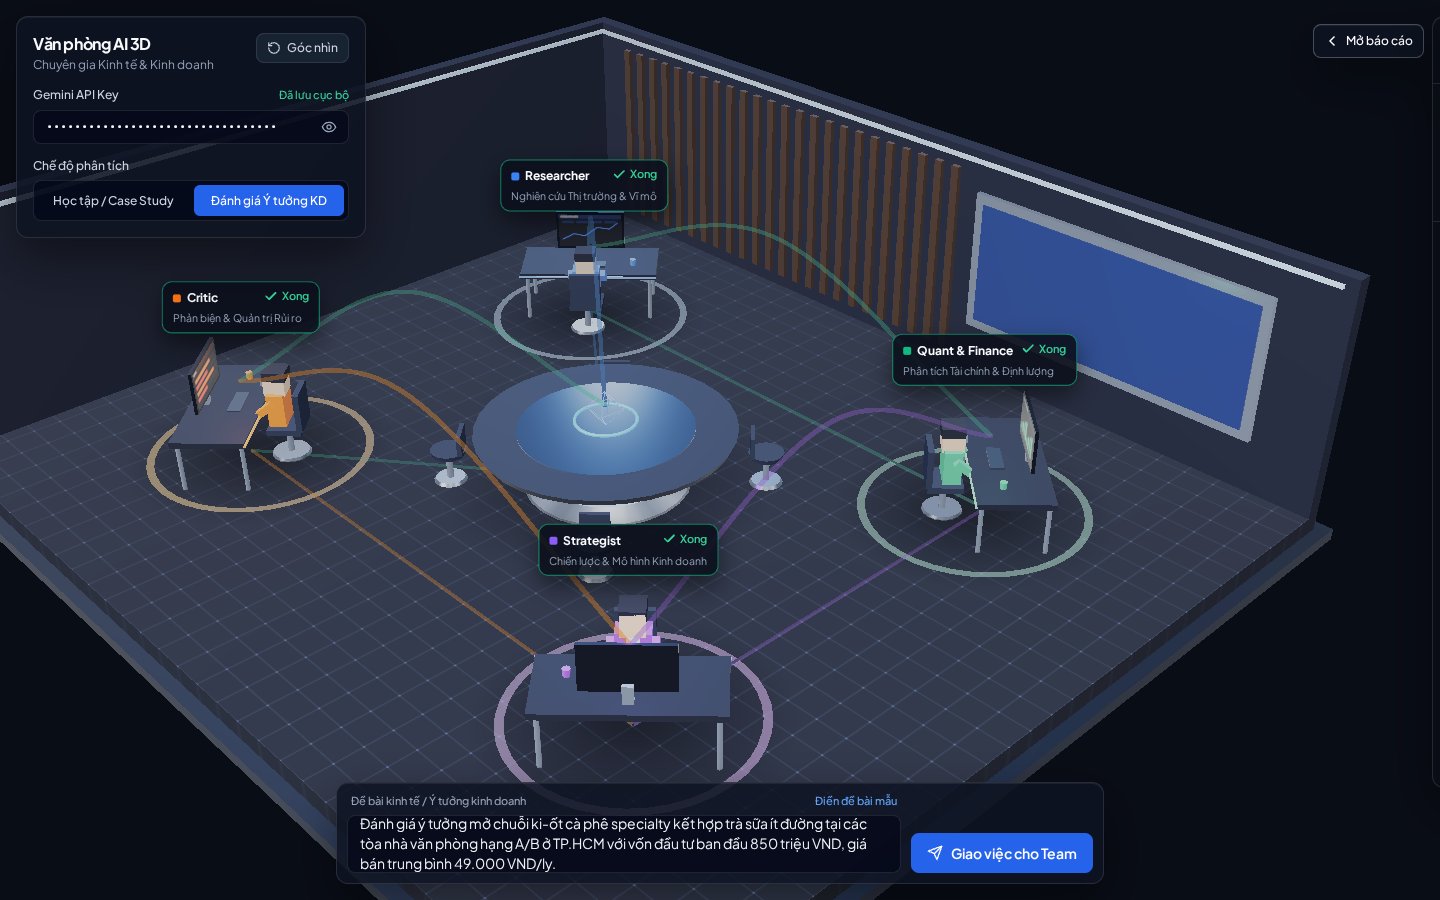 Văn phòng AI 3D
Góc nhìn
Chuyên gia Kinh tế & Kinh doanh
Gemini API Key
Đã lưu cục bộ
Chế độ phân tích
Học tập / Case Study
Đánh giá Ý tưởng KD
Mở báo cáo
Researcher
Xong
Nghiên cứu Thị trường & Vĩ mô
Critic
Xong
Phản biện & Quản trị Rủi ro
Quant & Finance
Xong
Phân tích Tài chính & Định lượng
Strategist
Xong
Chiến lược & Mô hình Kinh doanh
Đề bài kinh tế / Ý tưởng kinh doanh
Điền đề bài mẫu
Đánh giá ý tưởng mở chuỗi ki-ốt cà phê specialty kết hợp trà sữa ít đường tại các
tòa nhà văn phòng hạng A/B ở TP.HCM với vốn đầu tư ban đầu 850 triệu VND, giá
bán trung bình 49.000 VND/ly.
Giao việc cho Team